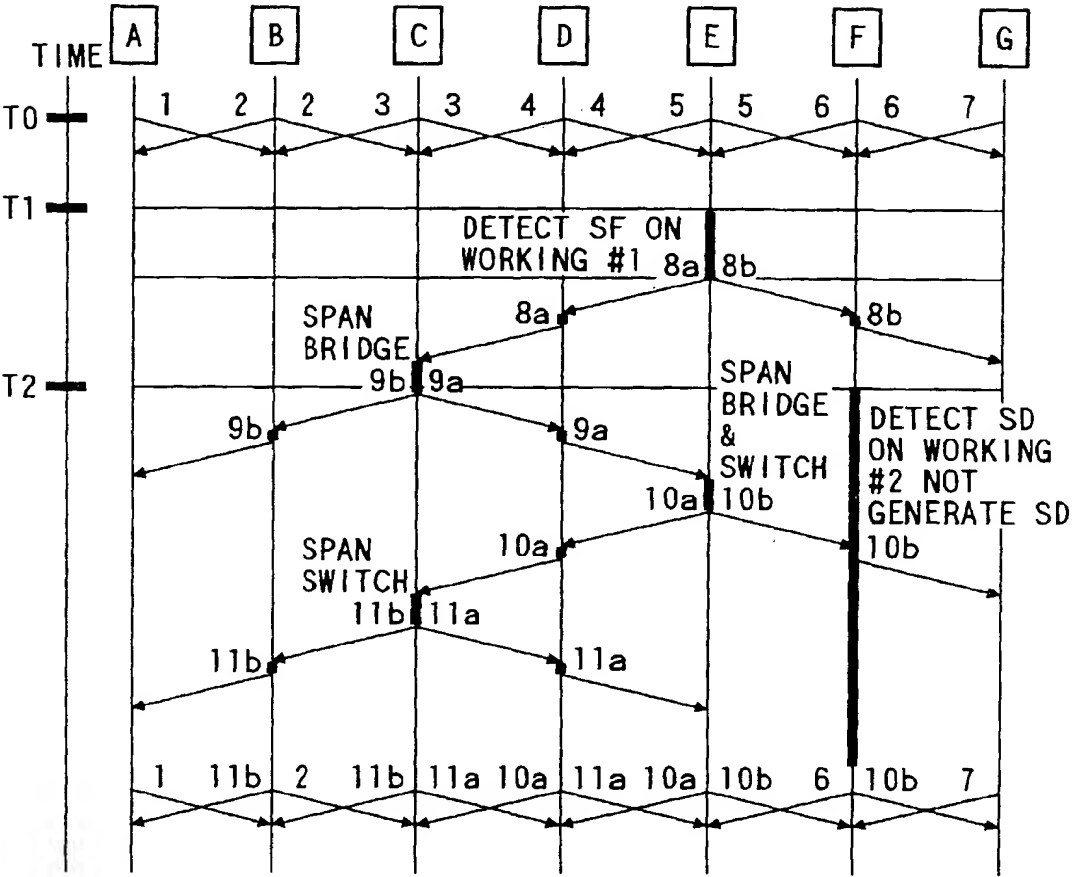 A B C D E F G
TIME
T0 1 2 2 3 3 4 4 5 5 6 6 7
T1
DETECT SF ON
WORKING #1 8a 8b
8a 8b
SPAN
BRIDGE
T2 9b 9a
SPAN
BRIDGE
&
SWITCH
DETECT SD
ON WORKING
#2 NOT
GENERATE SD
9b 9a
10a 10b
10a 10b
SPAN
SWITCH
11b 11a
11b 11a
1 11b 2 11b 11a 10a 11a 10a 10b 6 10b 7